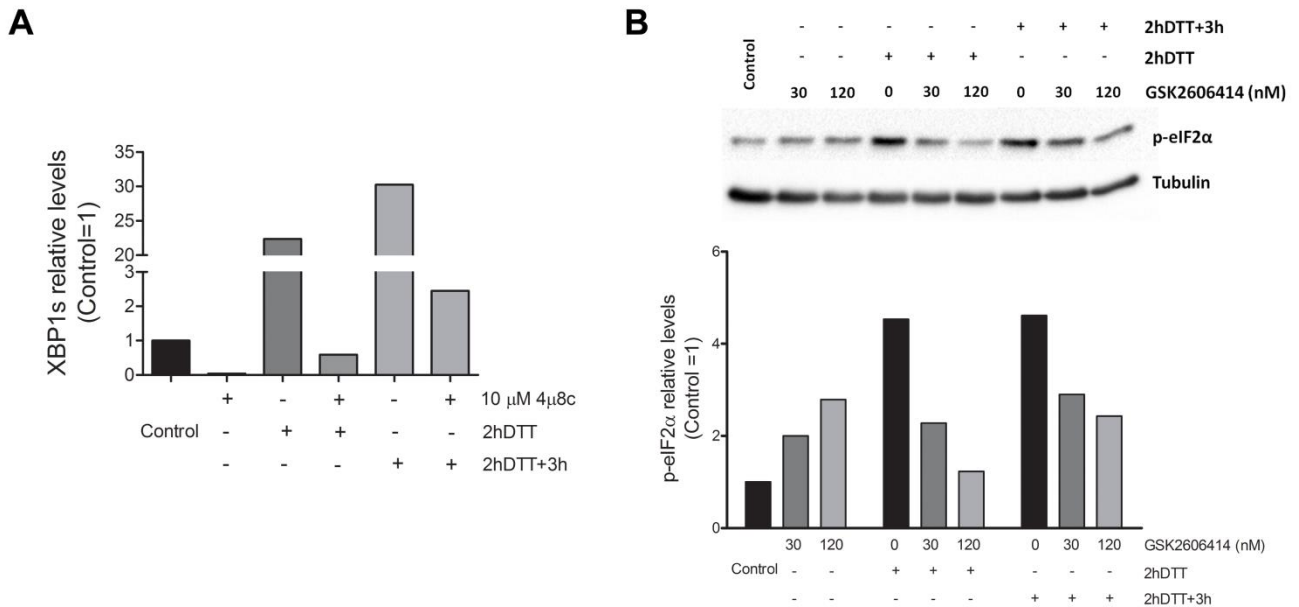 A
XBP1s relative levels
(Control=1)
35
30
25
20
3
2
1
0
+ - + - + 10 μM 4μ8c
Control - + + - - 2hDTT
- - - + + 2hDTT+3h
B
- - - - - + + + 2hDTT+3h
Control - - + + + - - - 2hDTT
30 120 0 30 120 0 30 120 GSK2606414 (nM)
p-eIF2α
Tubulin
p-eIF2α relative levels
(Control =1)
6
4
2
0
30 120 0 30 120 0 30 120 GSK2606414 (nM)
Control - - + + + - - - 2hDTT
- - - - - + + + 2hDTT+3h